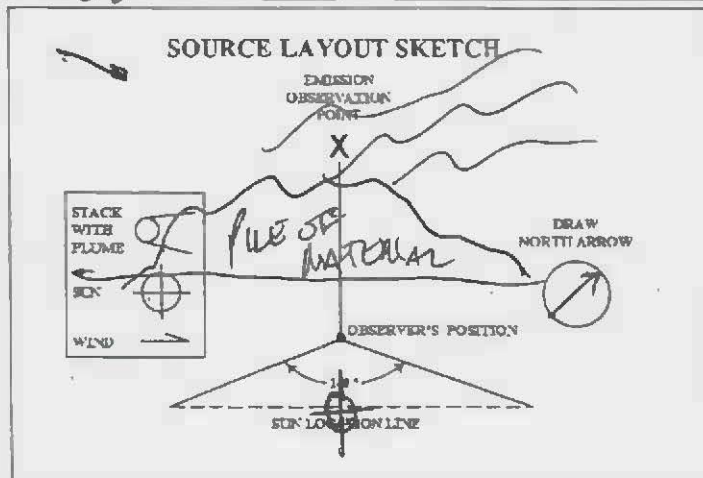 SOURCE LAYOUT SKETCH
EMISSION
OBSERVATION
POINT
X
STACK
WITH
PLUME
PILE OF
MATERIAL
DRAW
NORTH ARROW
SUN
WIND
OBSERVER'S POSITION
SUN LOCATION LINE